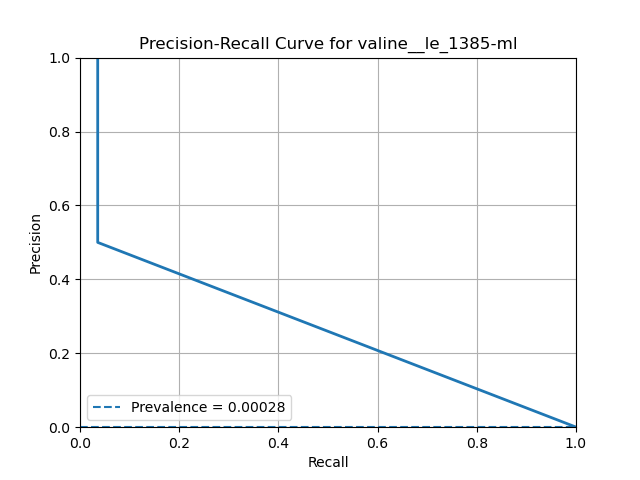 Precision-Recall Curve for valine__le_1385-ml
1.0
0.8
0.6
0.4
0.2
0.0
Precision
Prevalence = 0.00028
0.0 0.2 0.4 0.6 0.8 1.0
Recall